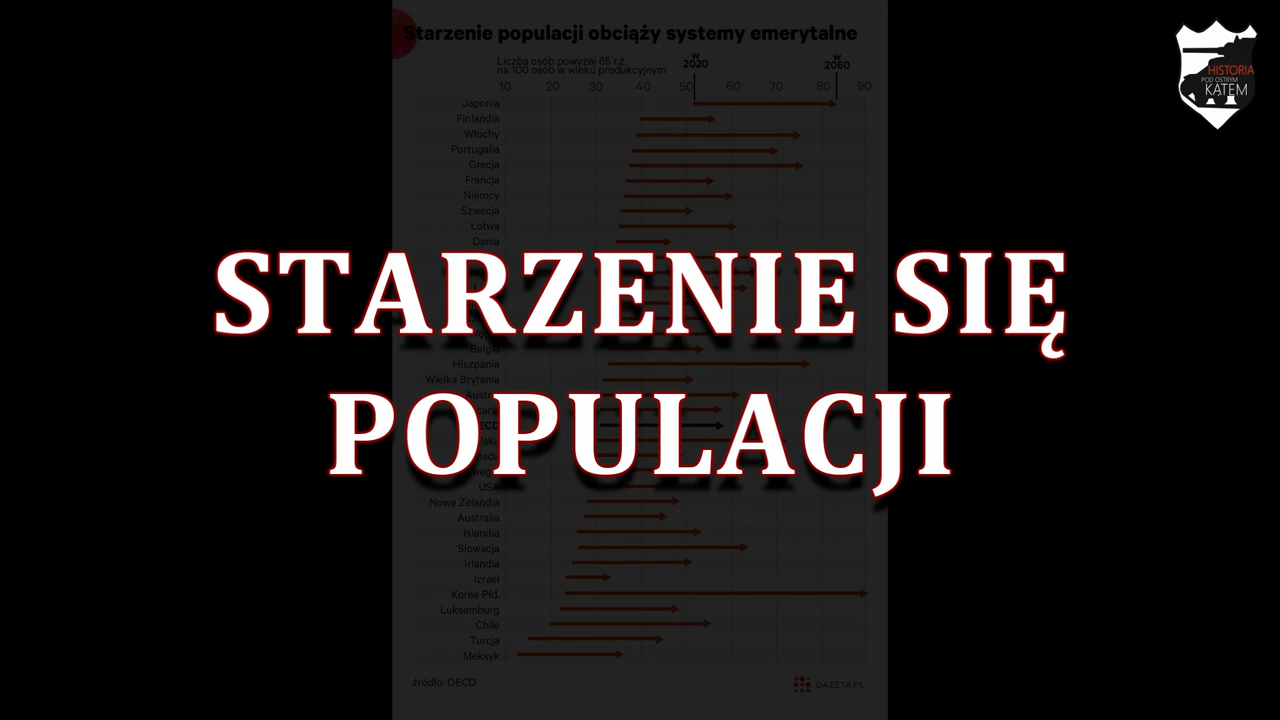 Starzenie populacji obciąży systemy emerytalne
HISTORIA
POD OSTRYM
KĄTEM
Liczba osób powyżej 65 r.ż.
na 100 osób w wieku produkcyjnym
w
2020
w
2060
10 20 30 40 50 60 70 80 90
Japonia
Finlandia
Włochy
Portugalia
Grecja
Francja
Niemcy
Szwecja
Łotwa
Dania
STARZENIE SIĘ
Belgia
Hiszpania
Wielka Brytania
POPULACJI
USA
Nowa Zelandia
Australia
Islandia
Słowacja
Irlandia
Izrael
Korea Płd.
Luksemburg
Chile
Turcja
Meksyk
źródło: OECD
GAZETA.PL